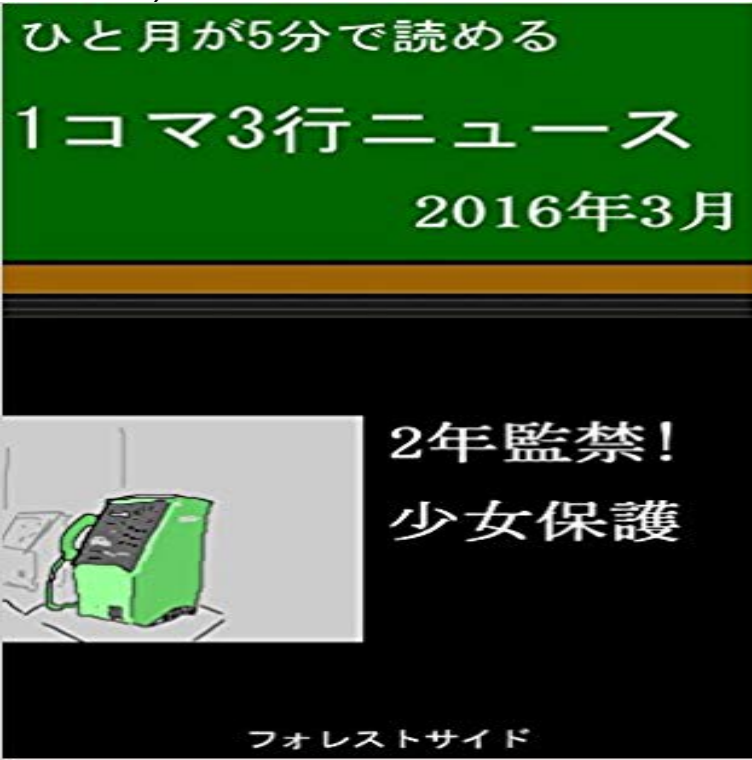 ひと月が5分で読める
1コマ3行ニュース
2016年3月
2年監禁!
少女保護
フォレストサイド